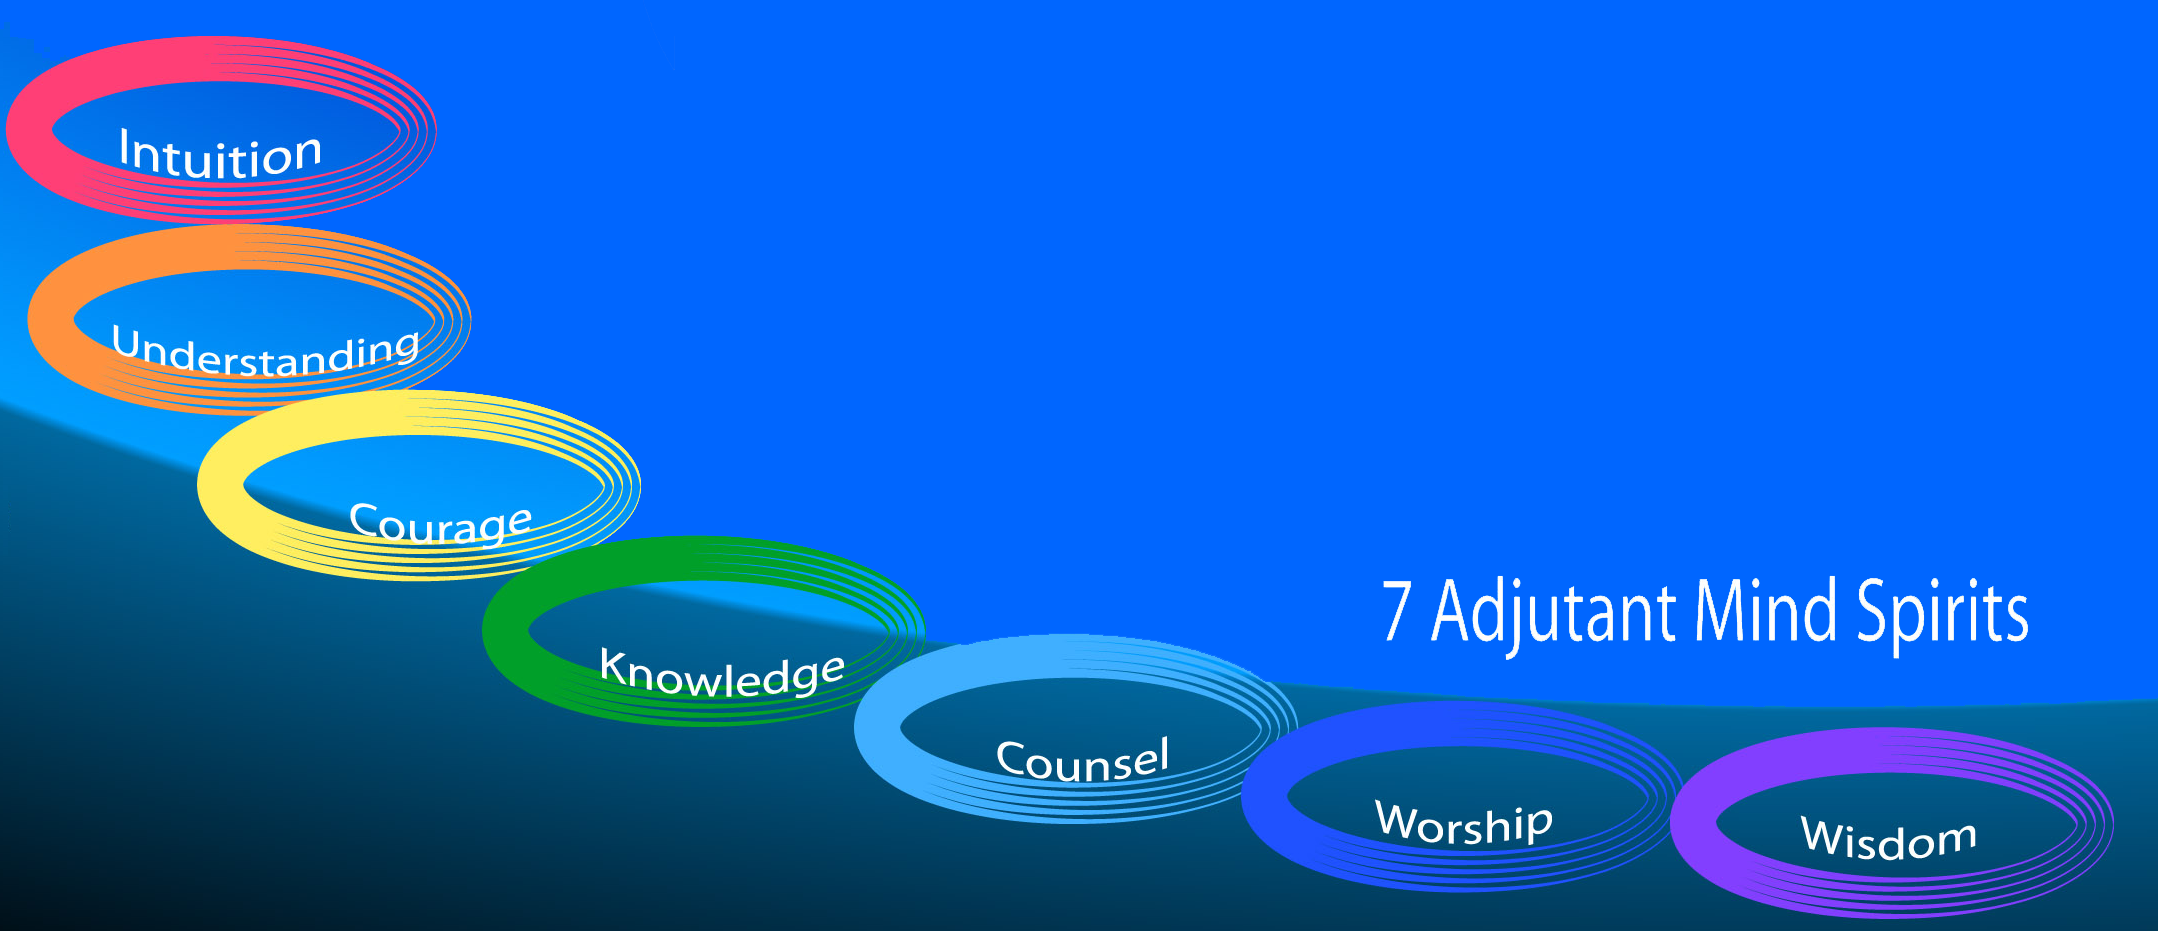 Intuition
Understanding
Courage
Knowledge
Counsel
Worship
Wisdom
7 Adjutant Mind Spirits